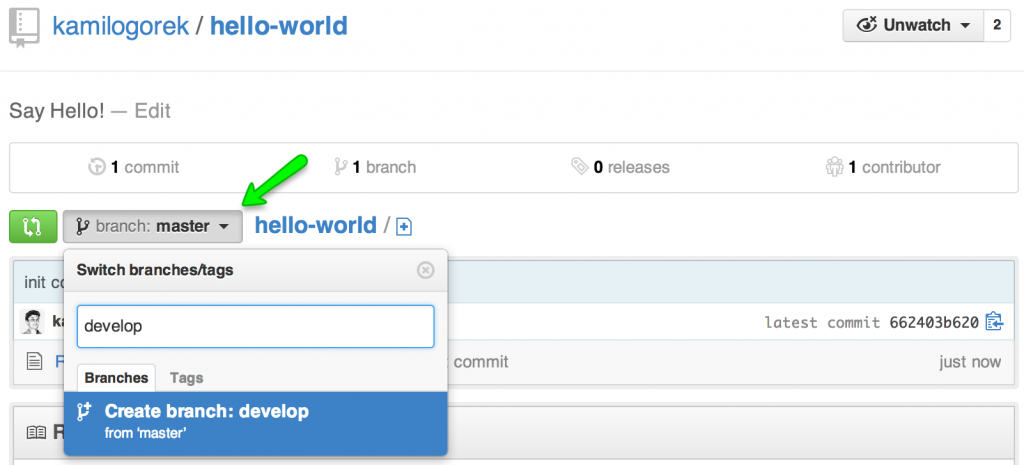 kamilogorek / hello-world
Unwatch
2
Say Hello! — Edit
1 commit
1 branch
0 releases
1 contributor
branch: master
hello-world /
Switch branches/tags
init
develop
latest commit 662403b620
commit
just now
Branches
Tags
Create branch: develop
from ‘master’